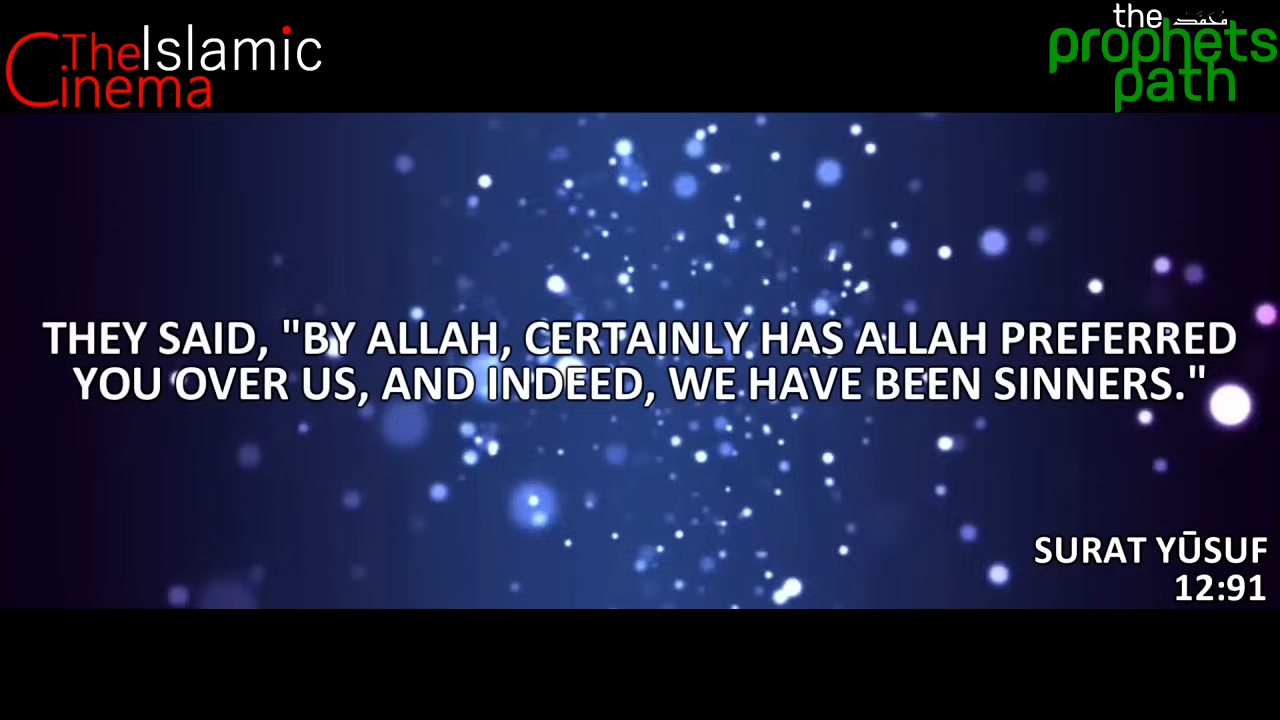 The Islamic
Cinema
the محمد
prophets
path
THEY SAID, "BY ALLAH, CERTAINLY HAS ALLAH PREFERRED
YOU OVER US, AND INDEED, WE HAVE BEEN SINNERS."
SURAT YŪSUF
12:91